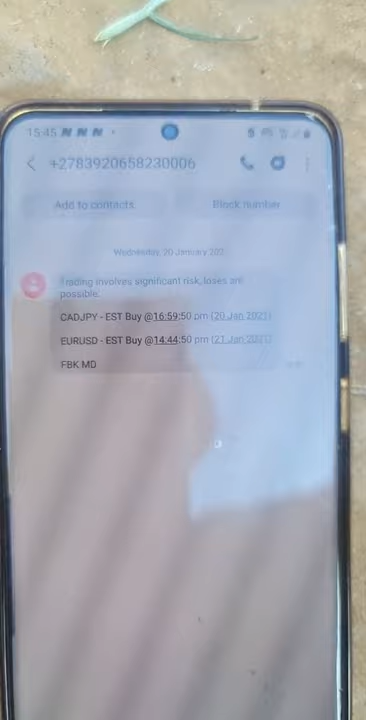 15:45
+2783920658230006
Add to contacts
Block number
Wednesday, 20 January 202
Trading involves significant risk, loses are
possible.
CADJPY - EST Buy @16:59:50 pm (20 Jan 2021)
EURUSD - EST Buy @14:44:50 pm (21 Jan 2021)
FBK MD